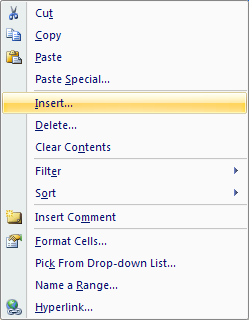 Cut
Copy
Paste
Paste Special...
Insert...
Delete...
Clear Contents
Filter
Sort
Insert Comment
Format Cells...
Pick From Drop-down List...
Name a Range...
Hyperlink...